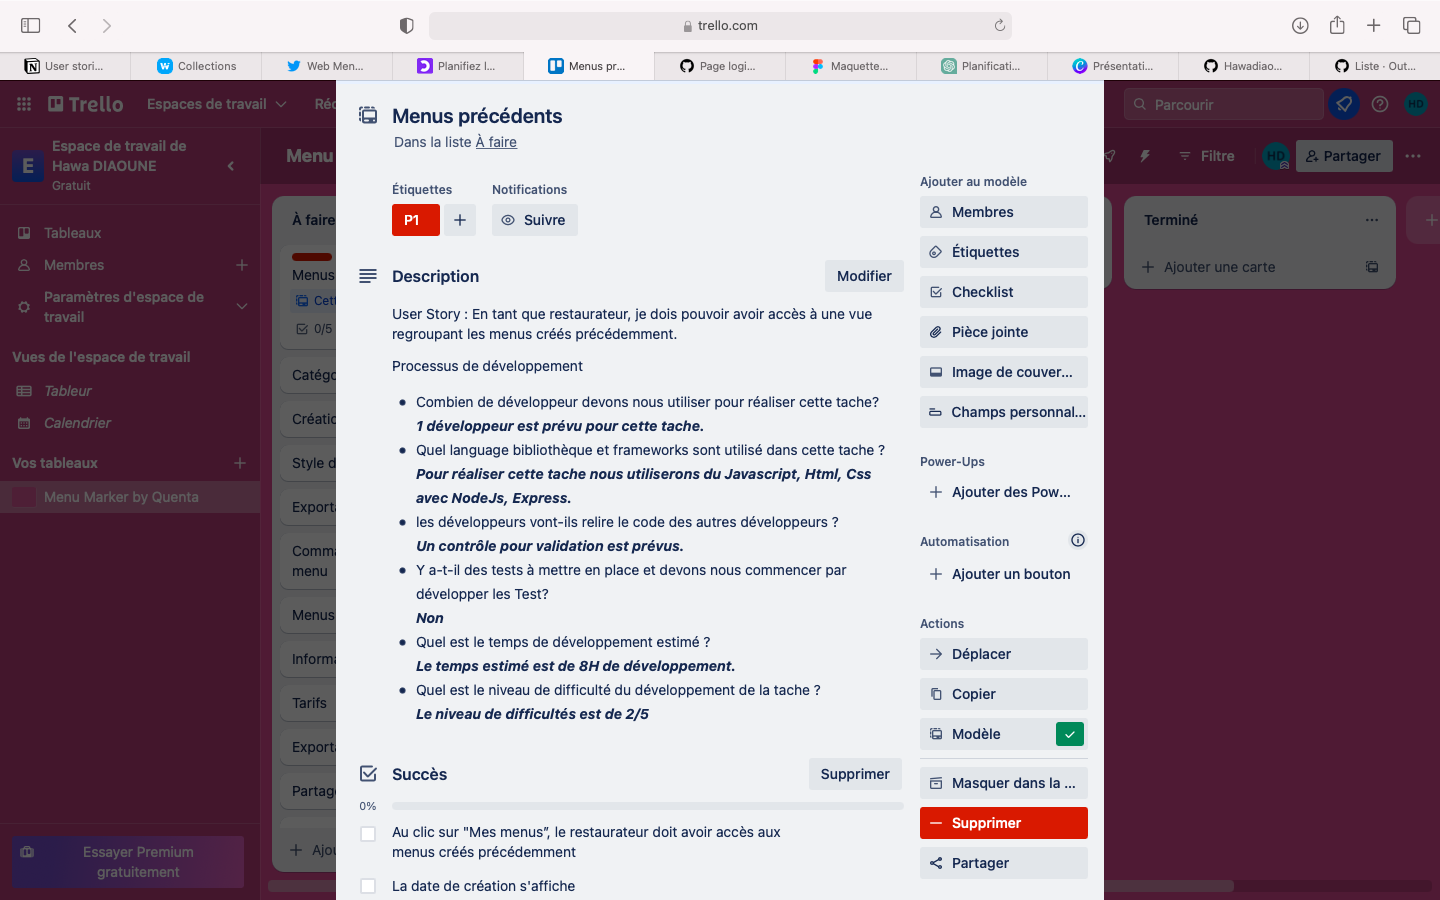 trello.com
User stori...
Collections
Web Men...
Planifiez l...
Menus pr...
Page logi...
Maquette...
Planificati...
Présentati...
Hawadiao...
Liste · Out...
Trello
Espaces de travail
Réc
Parcourir
HD
E
Espace de travail de
Hawa DIAOUNE
Gratuit
Menu
Filtre
HD
Partager
Tableaux
Membres
Paramètres d'espace de
travail
Vues de l'espace de travail
Tableur
Calendrier
Vos tableaux
Menu Marker by Quenta
Essayer Premium
gratuitement
À faire
Menus
Cett
0/5
Catégo
Créatio
Style d
Exporta
Comma
menu
Menus
Informa
Tarifs
Exporta
Partage
Ajou
Menus précédents
Dans la liste À faire
Étiquettes
Notifications
P1
Suivre
Description
Modifier
User Story : En tant que restaurateur, je dois pouvoir avoir accès à une vue
regroupant les menus créés précédemment.
Processus de développement
Combien de développeur devons nous utiliser pour réaliser cette tache?
1 développeur est prévu pour cette tache.
Quel language bibliothèque et frameworks sont utilisé dans cette tache ?
Pour réaliser cette tache nous utiliserons du Javascript, Html, Css
avec NodeJs, Express.
les développeurs vont-ils relire le code des autres développeurs ?
Un contrôle pour validation est prévus.
Y a-t-il des tests à mettre en place et devons nous commencer par
développer les Test?
Non
Quel est le temps de développement estimé ?
Le temps estimé est de 8H de développement.
Quel est le niveau de difficulté du développement de la tache ?
Le niveau de difficultés est de 2/5
Succès
Supprimer
0%
Au clic sur "Mes menus”, le restaurateur doit avoir accès aux
menus créés précédemment
La date de création s'affiche
Ajouter au modèle
Membres
Étiquettes
Checklist
Pièce jointe
Image de couver...
Champs personnal...
Power-Ups
Ajouter des Pow...
Automatisation
Ajouter un bouton
Actions
Déplacer
Copier
Modèle
Masquer dans la ...
Supprimer
Partager
Terminé
Ajouter une carte